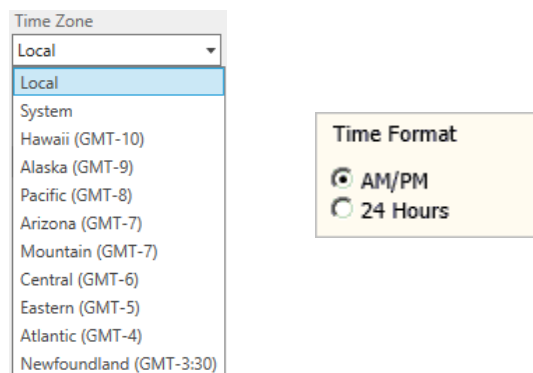 Time Zone
Local
Local
System
Hawaii (GMT-10)
Alaska (GMT-9)
Pacific (GMT-8)
Arizona (GMT-7)
Mountain (GMT-7)
Central (GMT-6)
Eastern (GMT-5)
Atlantic (GMT-4)
Newfoundland (GMT-3:30)
Time Format
AM/PM
24 Hours